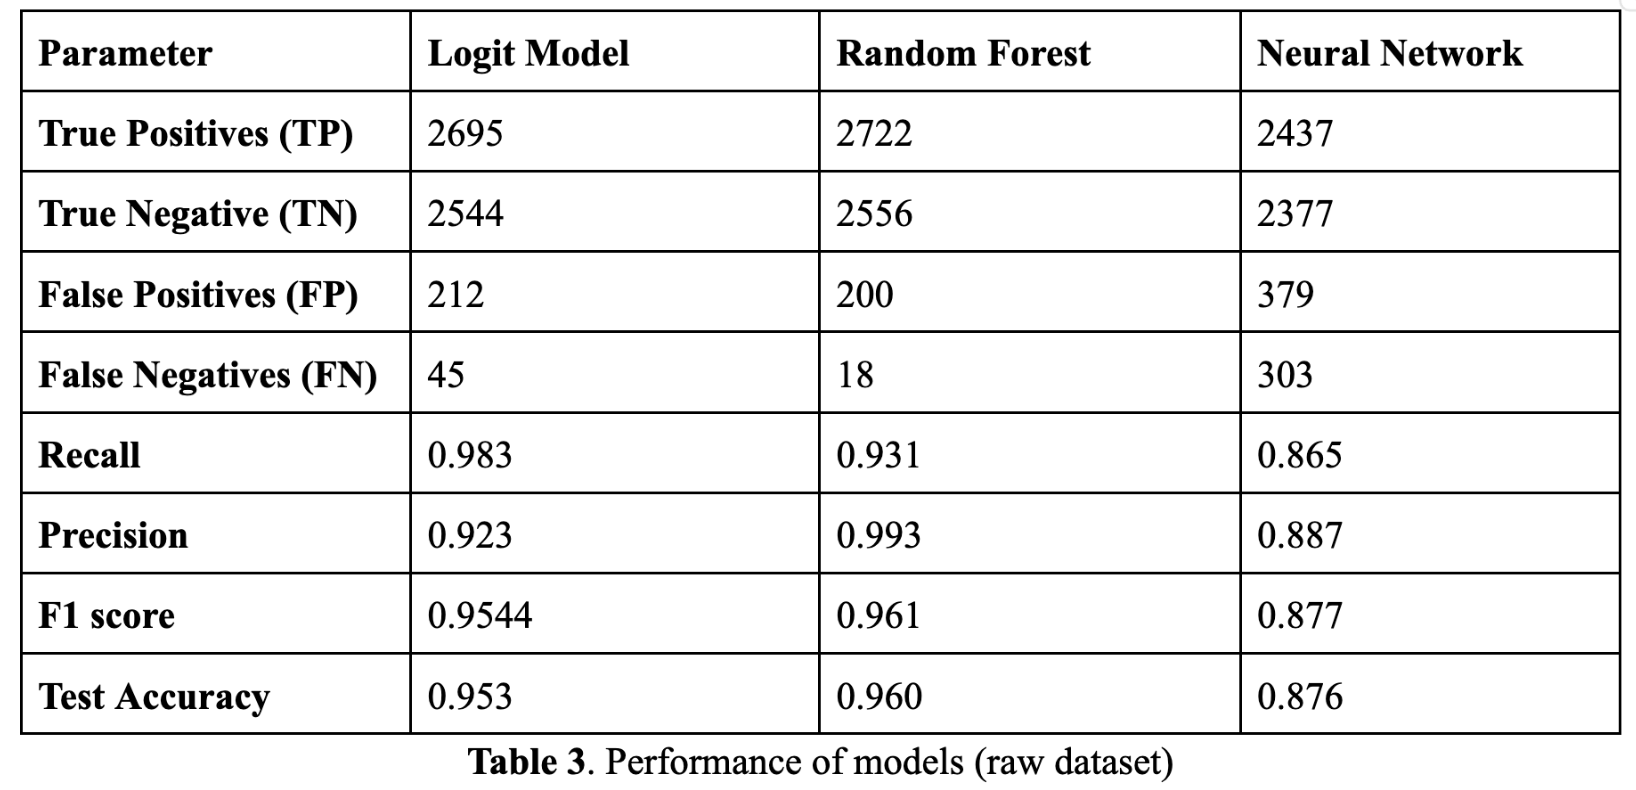 Parameter Logit Model Random Forest Neural Network
True Positives (TP) 2695 2722 2437
True Negative (TN) 2544 2556 2377
False Positives (FP) 212 200 379
False Negatives (FN) 45 18 303
Recall 0.983 0.931 0.865
Precision 0.923 0.993 0.887
F1 score 0.9544 0.961 0.877
Test Accuracy 0.953 0.960 0.876
Table 3. Performance of models (raw dataset)